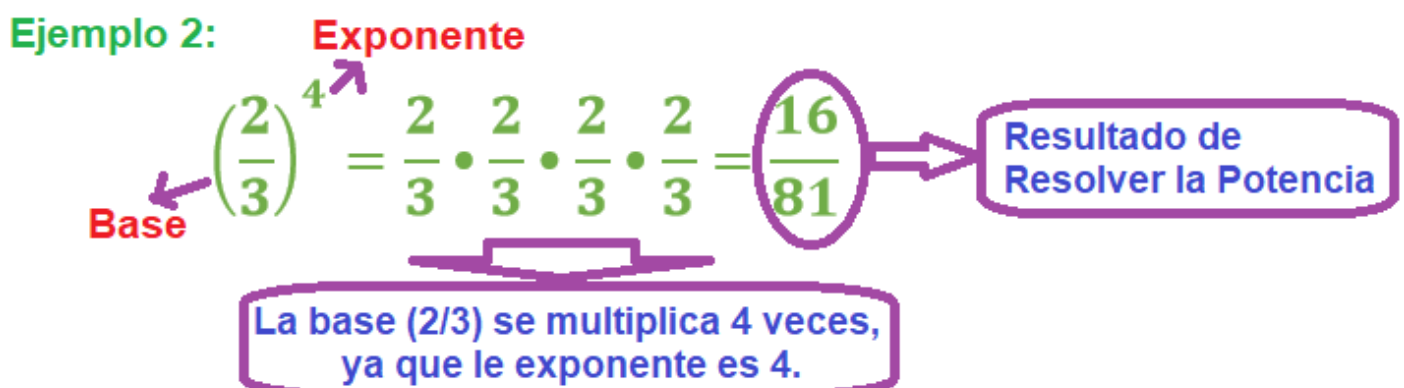 Ejemplo 2:
Exponente
(2/3)^4 = 2/3 • 2/3 • 2/3 • 2/3 = 16/81
Base
Resultado de
Resolver la Potencia
La base (2/3) se multiplica 4 veces,
ya que le exponente es 4.